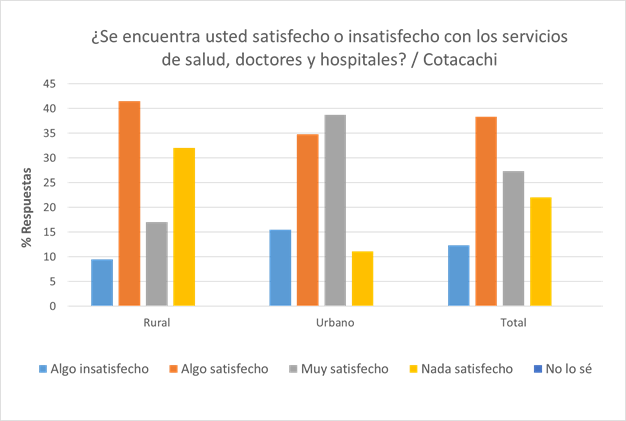 ¿Se encuentra usted satisfecho o insatisfecho con los servicios
de salud, doctores y hospitales? / Cotacachi
45
40
35
30
25
20
15
10
5
0
% Respuestas
Rural Urbano Total
Algo insatisfecho Algo satisfecho Muy satisfecho Nada satisfecho No lo sé